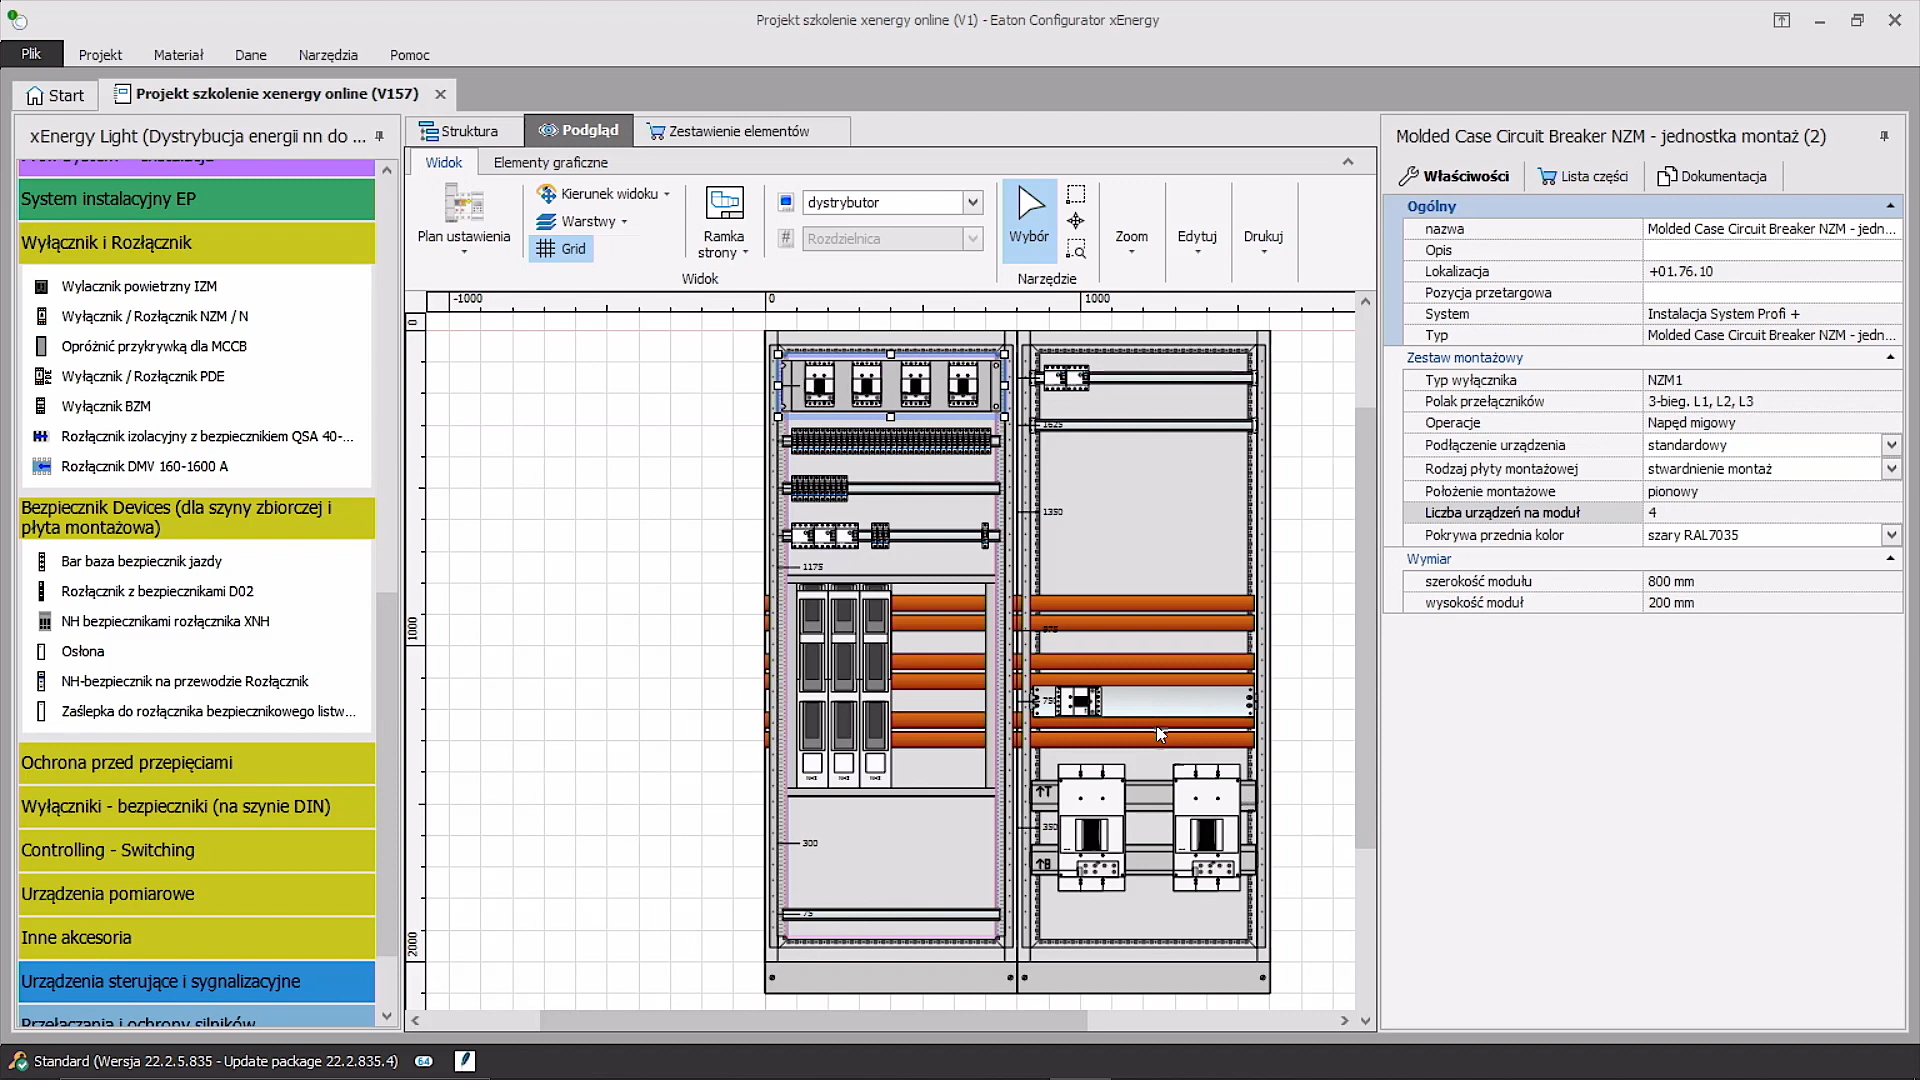 Projekt szkolenie xenergy online (V1) - Eaton Configurator xEnergy
Plik
Projekt
Materiał
Dane
Narzędzia
Pomoc
Start
Projekt szkolenie xenergy online (V157)
xEnergy Light (Dystrybucja energii nn do ...
System instalacyjny EP
Wyłącznik i Rozłącznik
Wylacznik powietrzny IZM
Wyłącznik / Rozłącznik NZM / N
Opróżnić przykrywką dla MCCB
Wyłącznik / Rozłącznik PDE
Wyłącznik BZM
Rozłącznik izolacyjny z bezpiecznikiem QSA 40-...
Rozłącznik DMV 160-1600 A
Bezpiecznik Devices (dla szyny zbiorczej i
płyta montażowa)
Bar baza bezpiecznik jazdy
Rozłącznik z bezpiecznikami D02
NH bezpiecznikami rozłącznika XNH
Osłona
NH-bezpiecznik na przewodzie Rozłącznik
Zaślepka do rozłącznika bezpiecznikowego listw...
Ochrona przed przepięciami
Wyłączniki - bezpieczniki (na szynie DIN)
Controlling - Switching
Urządzenia pomiarowe
Inne akcesoria
Urządzenia sterujące i sygnalizacyjne
Przełączania i ochrony silników
Struktura
Podgląd
Zestawienie elementów
Widok
Elementy graficzne
Plan ustawienia
Kierunek widoku
Warstwy
Grid
Ramka
strony
dystrybutor
#
Rozdzielnica
Widok
Wybór
Narzędzie
Zoom
Edytuj
Drukuj
-1000
0
1000
0
1000
2000
1175
300
75
1625
1350
975
750
350
T
B
Molded Case Circuit Breaker NZM - jednostka montaż (2)
Właściwości
Lista części
Dokumentacja
Ogólny
nazwa Molded Case Circuit Breaker NZM - jedn...
Opis
Lokalizacja +01.76.10
Pozycja przetargowa
System Instalacja System Profi +
Typ Molded Case Circuit Breaker NZM - jedn...
Zestaw montażowy
Typ wyłącznika NZM1
Polak przełączników 3-bieg. L1, L2, L3
Operacje Napęd migowy
Podłączenie urządzenia standardowy
Rodzaj płyty montażowej stwardnienie montaż
Położenie montażowe pionowy
Liczba urządzeń na moduł 4
Pokrywa przednia kolor szary RAL7035
Wymiar
szerokość modułu 800 mm
wysokość moduł 200 mm
Standard (Wersja 22.2.5.835 - Update package 22.2.835.4)
64